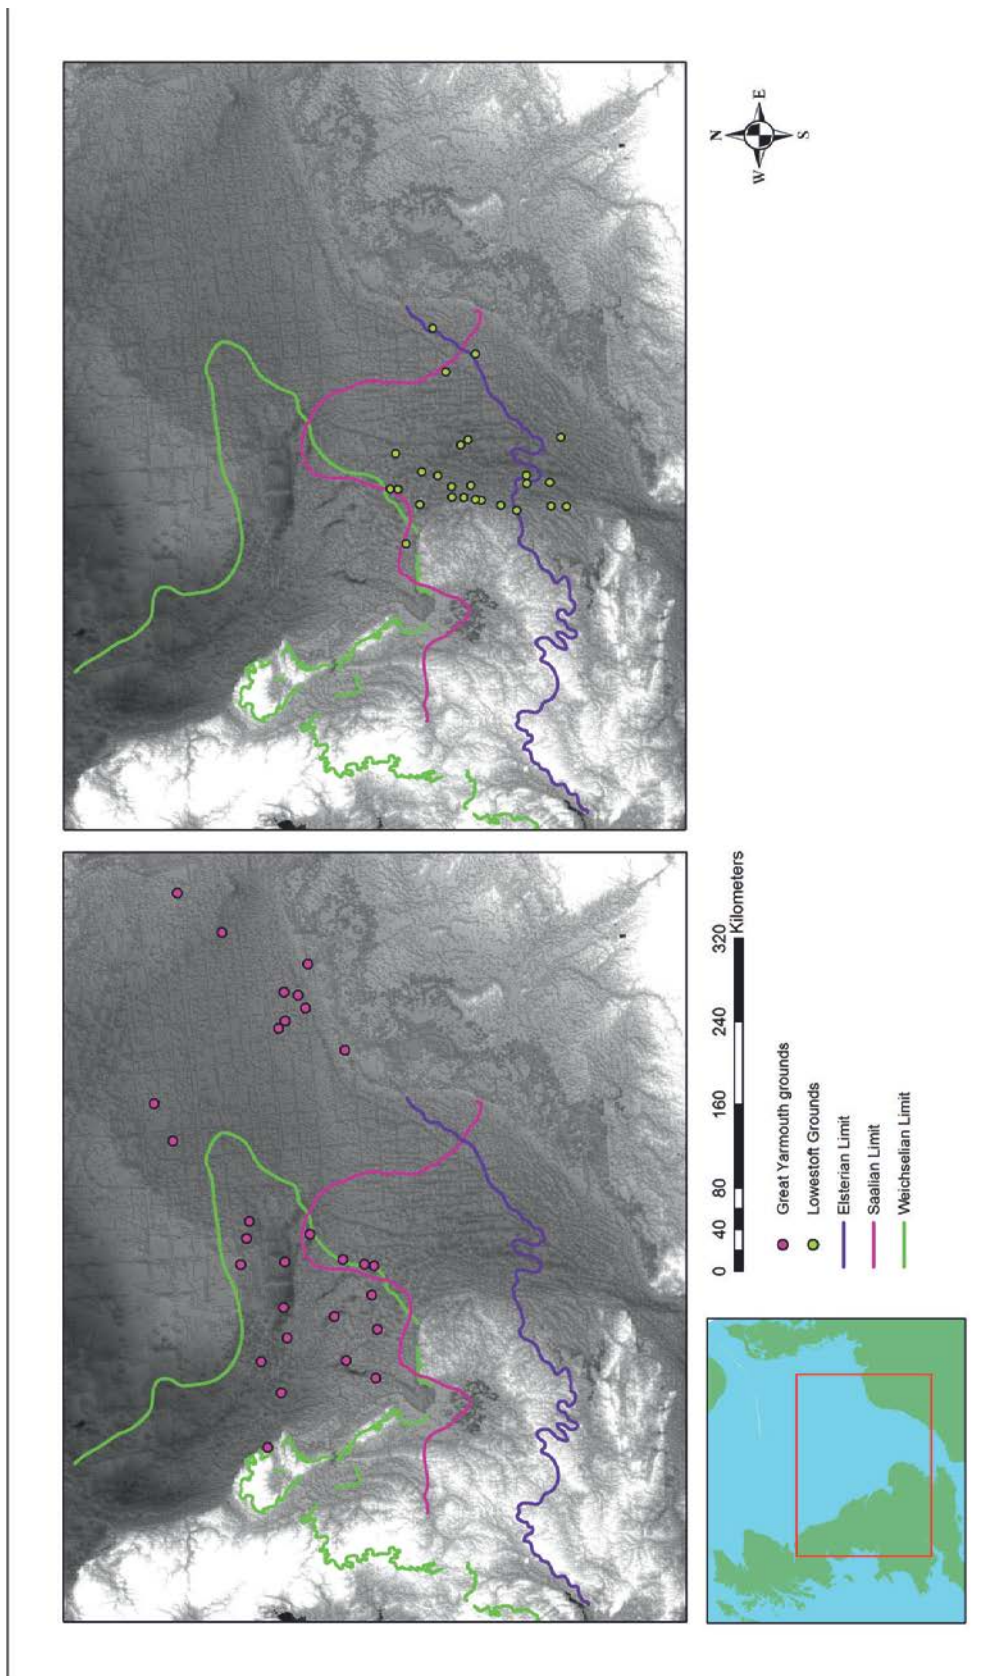 N
W
E
S
0 40 80 160 240 320
Kilometers
Great Yarmouth grounds
Lowestoft Grounds
Elsterian Limit
Saalian Limit
Weichselian Limit